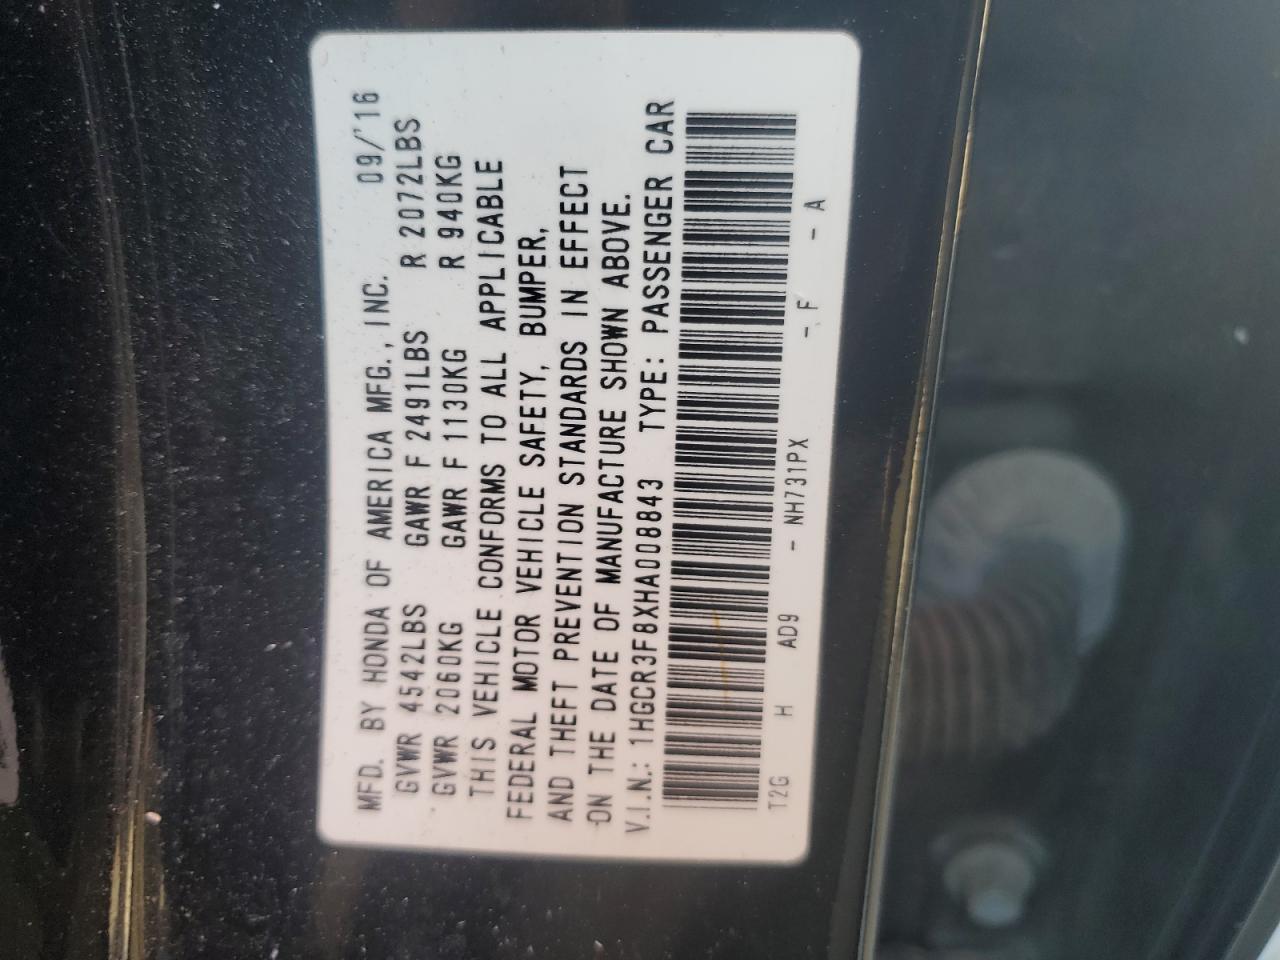 MFD. BY HONDA OF AMERICA MFG., INC. 09/'16
GVWR 4542LBS GAWR F 2491LBS R 2072LBS
GVWR 2060KG GAWR F 1130KG R 940KG
THIS VEHICLE CONFORMS TO ALL APPLICABLE
FEDERAL MOTOR VEHICLE SAFETY, BUMPER,
AND THEFT PREVENTION STANDARDS IN EFFECT
ON THE DATE OF MANUFACTURE SHOWN ABOVE.
V.I.N.: 1HGCR3F8XHA008843 TYPE: PASSENGER CAR
T2G H AD9 - NH731PX - F - A